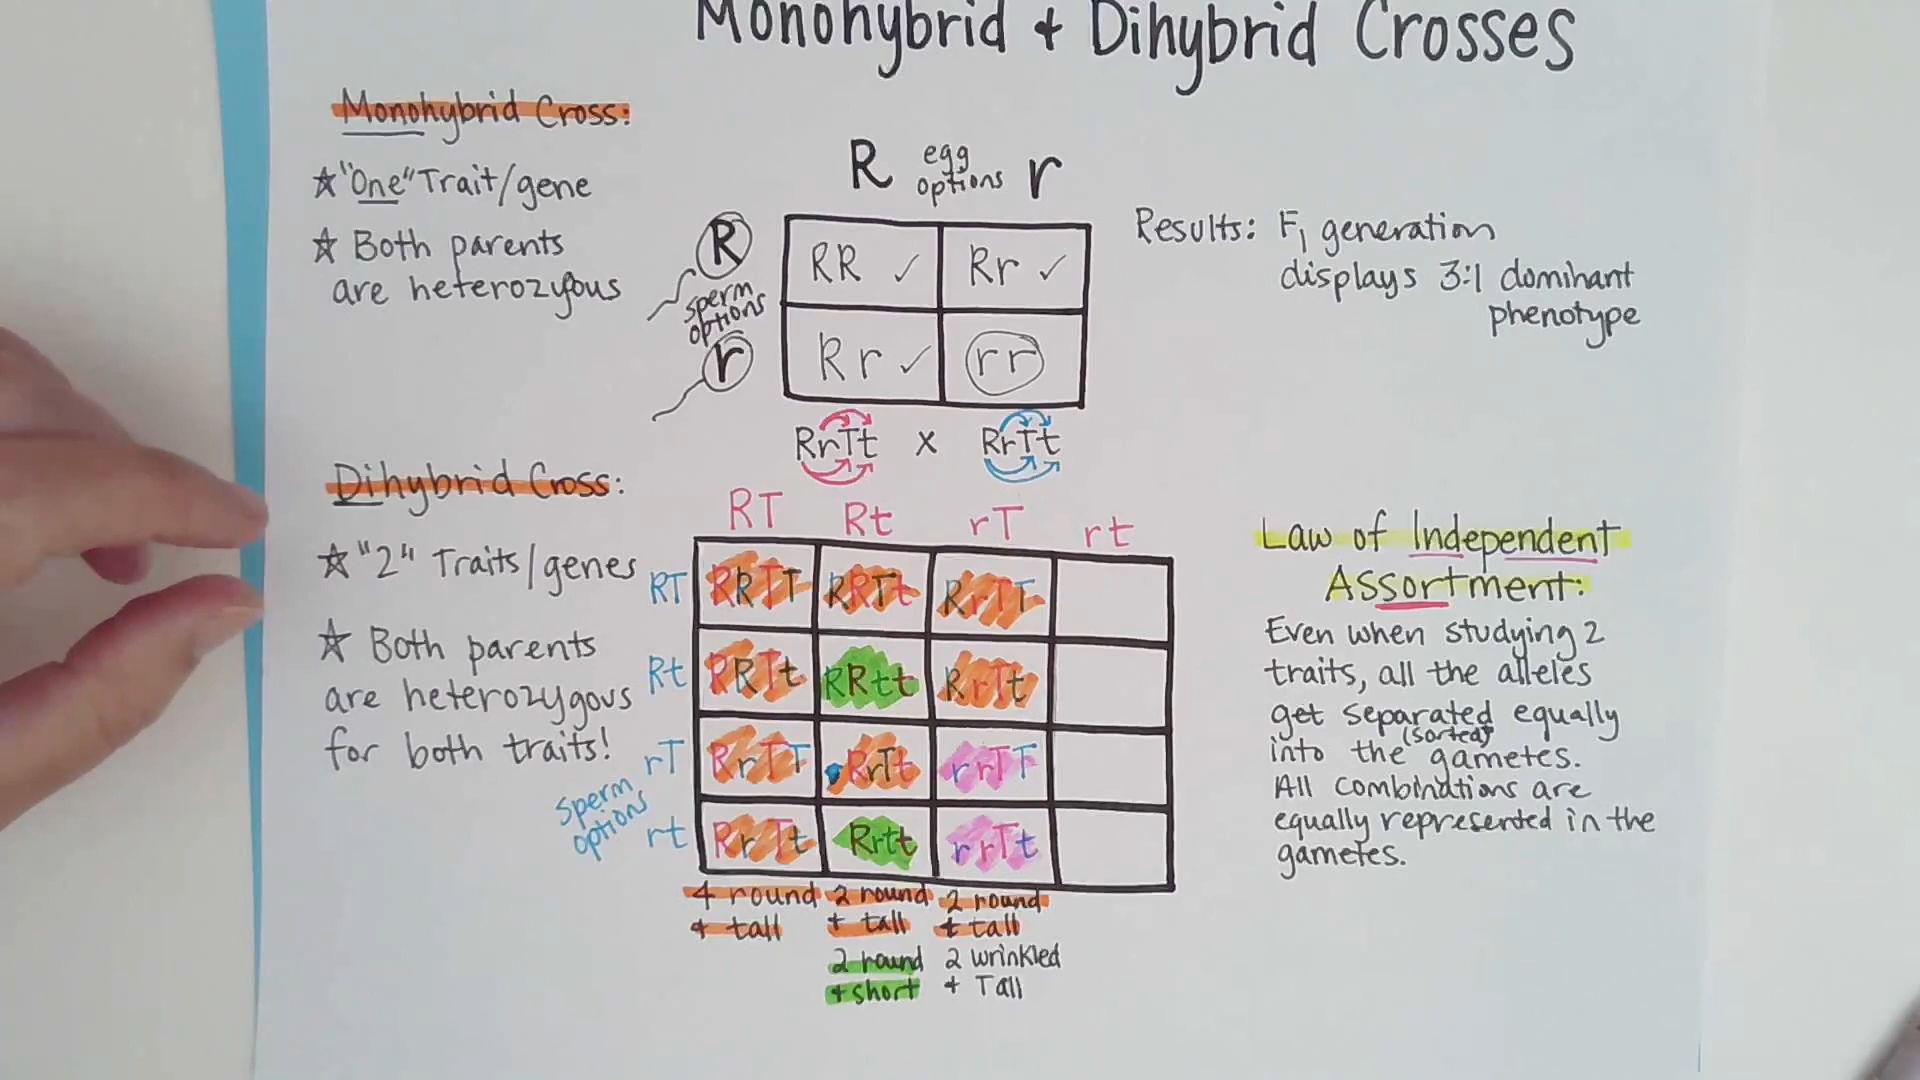 Monohybrid + Dihybrid Crosses
Monohybrid Cross:
☆ "One" Trait/gene
☆ Both parents
are heterozygous
R egg options r
R
sperm options
r
RR ✓ Rr ✓
Rr ✓ rr
Results: F₁ generation
displays 3:1 dominant
phenotype
RrTt x RrTt
Dihybrid Cross:
☆ "2" Traits/genes
☆ Both parents
are heterozygous
for both traits!
RT Rt rT rt
RT RRTT RRTt RrTT
Rt RRTt RRtt RrTt
rT RrTT RrTt rrTT
rt RrTt Rrtt rrTt
sperm
options
4 round
+ tall
2 round
+ tall
2 round
+ short
2 round
+ tall
2 wrinkled
+ Tall
Law of Independent
Assortment:
Even when studying 2
traits, all the alleles
get separated equally
(sorted)
into the gametes.
All combinations are
equally represented in the
gametes.